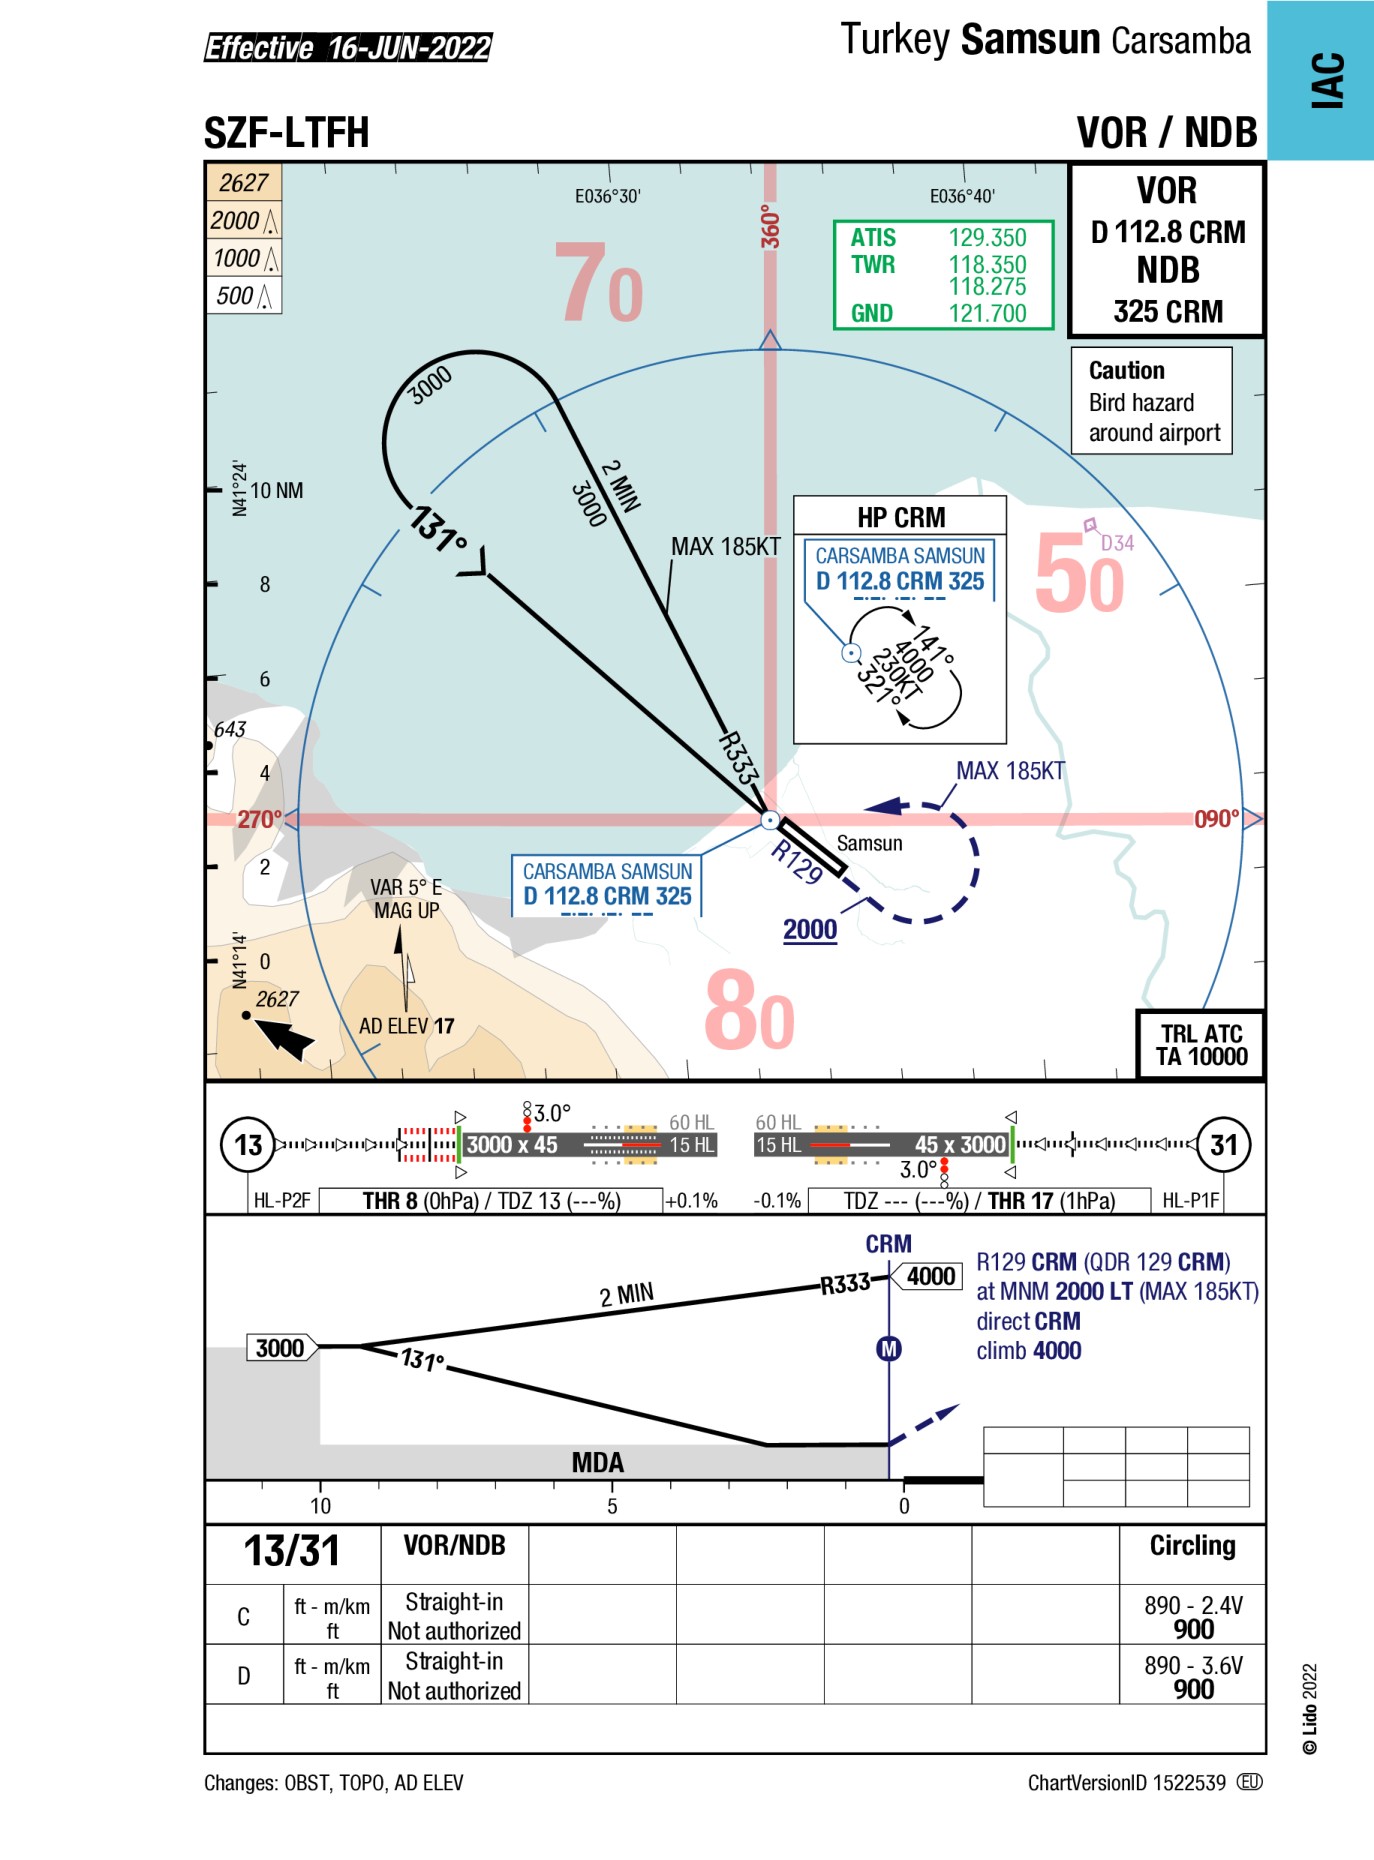 Effective 16-JUN-2022
Turkey Samsun Carsamba
IAC
SZF-LTFH
VOR / NDB
2627
2000
1000
500
E036°30'
E036°40'
360°
70
ATIS 129.350
TWR 118.350
118.275
GND 121.700
VOR
D 112.8 CRM
NDB
325 CRM
Caution
Bird hazard
around airport
3000
2 MIN
3000
N41°24'
10 NM
131°
MAX 185KT
HP CRM
CARSAMBA SAMSUN
D 112.8 CRM 325
141°
4000
230KT
321°
D34
50
8
6
643
4
R333
MAX 185KT
270°
090°
Samsun
R129
2
CARSAMBA SAMSUN
D 112.8 CRM 325
VAR 5° E
MAG UP
2000
N41°14'
0
2627
AD ELEV 17
80
TRL ATC
TA 10000
13
3.0°
3000 x 45
60 HL
15 HL
60 HL
15 HL
45 x 3000
3.0°
31
HL-P2F
THR 8 (0hPa) / TDZ 13 (---%)
+0.1%
-0.1%
TDZ --- (---%) / THR 17 (1hPa)
HL-P1F
CRM
2 MIN
R333
4000
3000
131°
M
R129 CRM (QDR 129 CRM)
at MNM 2000 LT (MAX 185KT)
direct CRM
climb 4000
MDA
10
5
0
13/31
VOR/NDB
Circling
C
ft - m/km
ft
Straight-in
Not authorized
890 - 2.4V
900
D
ft - m/km
ft
Straight-in
Not authorized
890 - 3.6V
900
© Lido 2022
Changes: OBST, TOPO, AD ELEV
ChartVersionID 1522539 EU